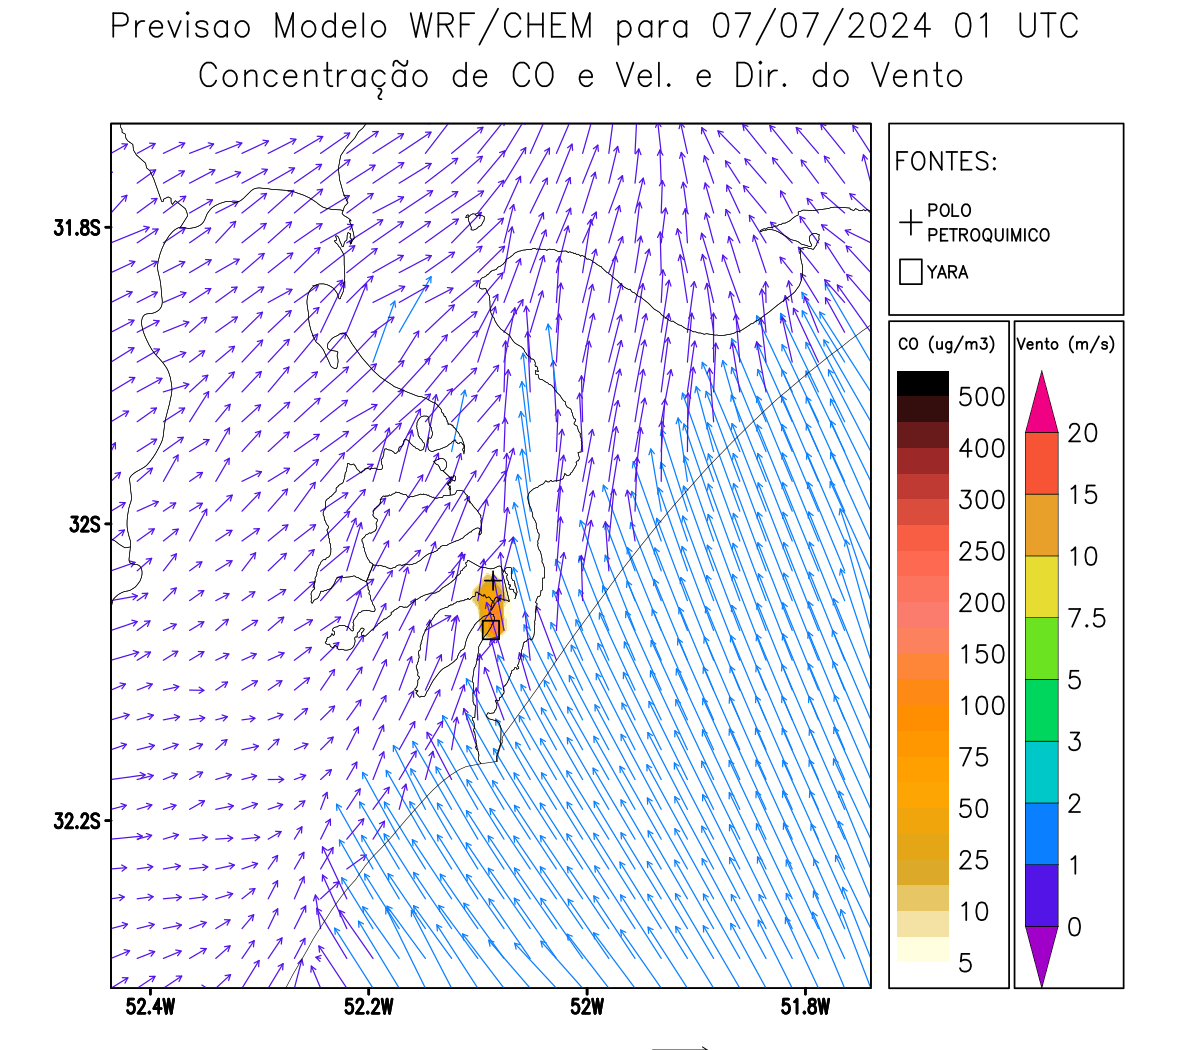 Previsao Modelo WRF/CHEM para 07/07/2024 01 UTC
Concentração de CO e Vel. e Dir. do Vento
FONTES:
POLO
PETROQUIMICO
YARA
CO (ug/m3)
500
400
300
250
200
150
100
75
50
25
10
5
Vento (m/s)
20
15
10
7.5
5
3
2
1
0
31.8S
32S
32.2S
52.4W
52.2W
52W
51.8W